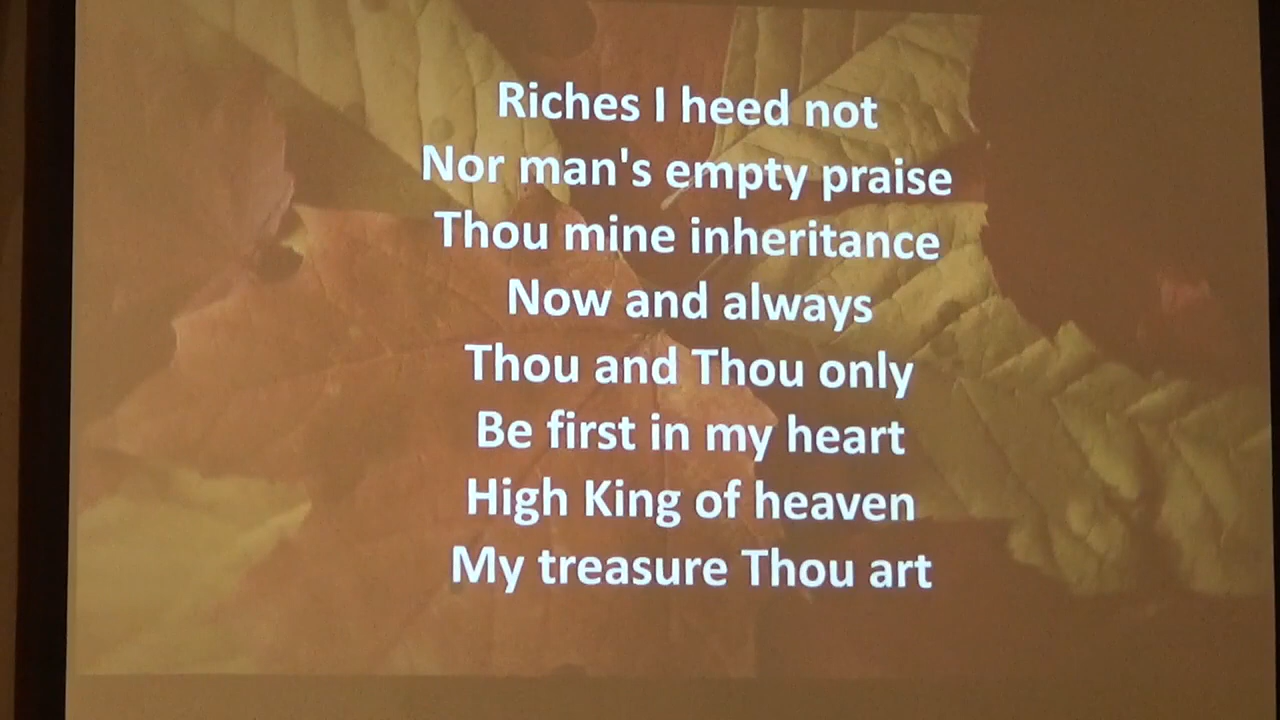 Riches I heed not
Nor man's empty praise
Thou mine inheritance
Now and always
Thou and Thou only
Be first in my heart
High King of heaven
My treasure Thou art